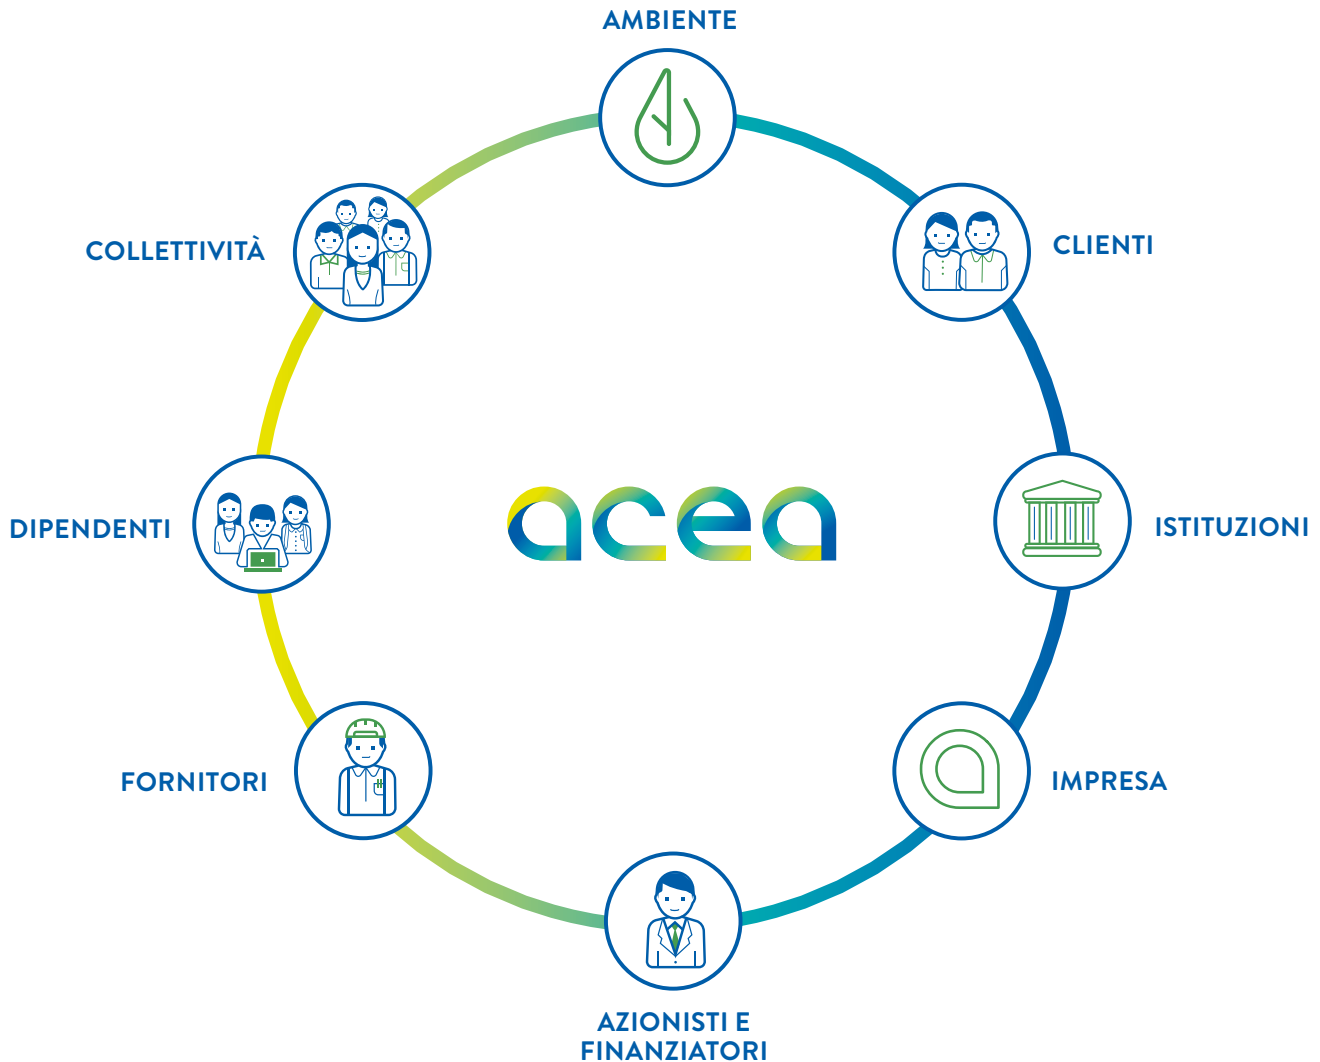 AMBIENTE
COLLETTIVITÀ
CLIENTI
acea
DIPENDENTI
ISTITUZIONI
FORNITORI
IMPRESA
AZIONISTI E
FINANZIATORI